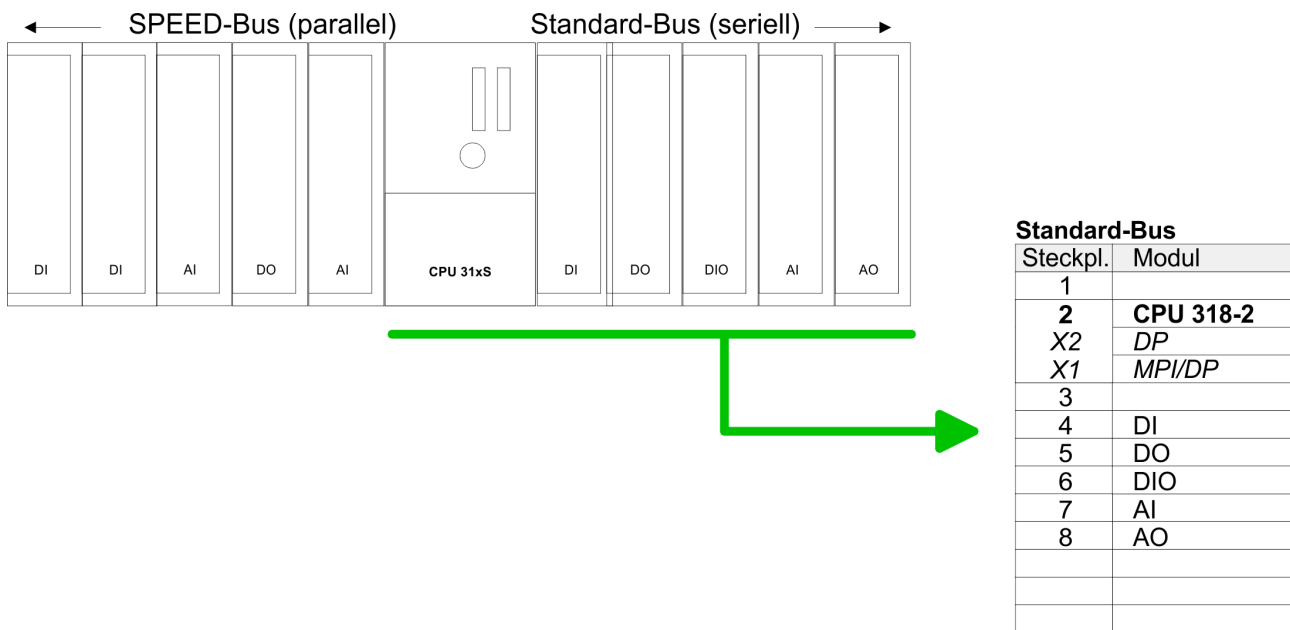 SPEED-Bus (parallel) Standard-Bus (seriell)
DI DI AI DO AI CPU 31xS DI DO DIO AI AO
Standard-Bus
Steckpl. Modul
1
2 CPU 318-2
X2 DP
X1 MPI/DP
3
4 DI
5 DO
6 DIO
7 AI
8 AO